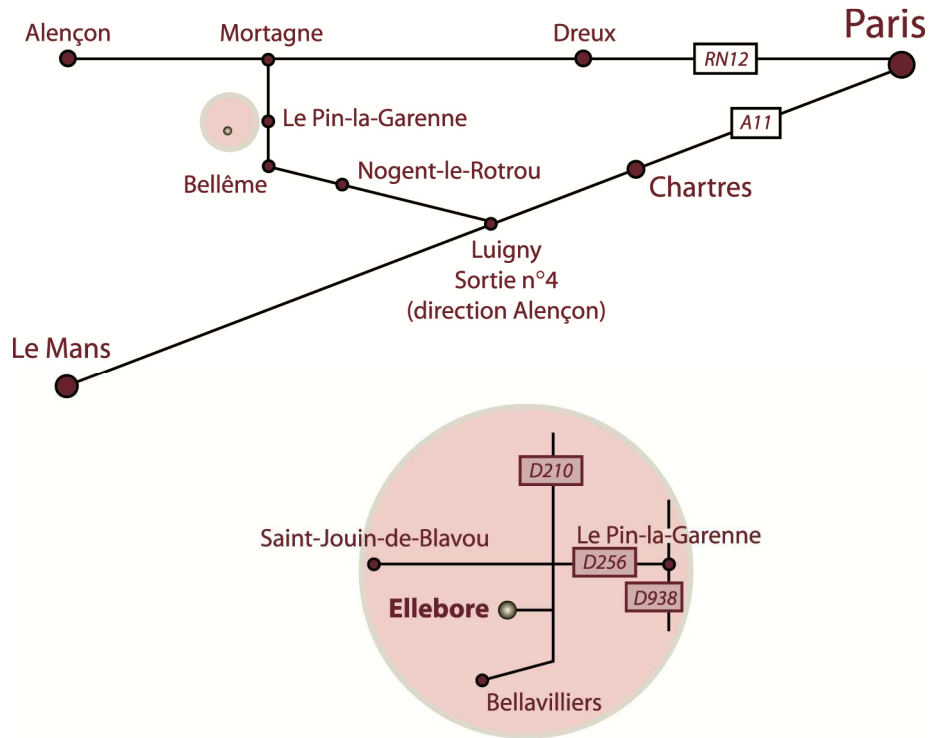 Paris
Alençon
Mortagne
Dreux
RN12
Le Pin-la-Garenne
A11
Nogent-le-Rotrou
Bellême
Chartres
Luigny
Sortie n°4
(direction Alençon)
Le Mans
D210
Saint-Jouin-de-Blavou
Le Pin-la-Garenne
D256
D938
Ellebore
Bellavilliers